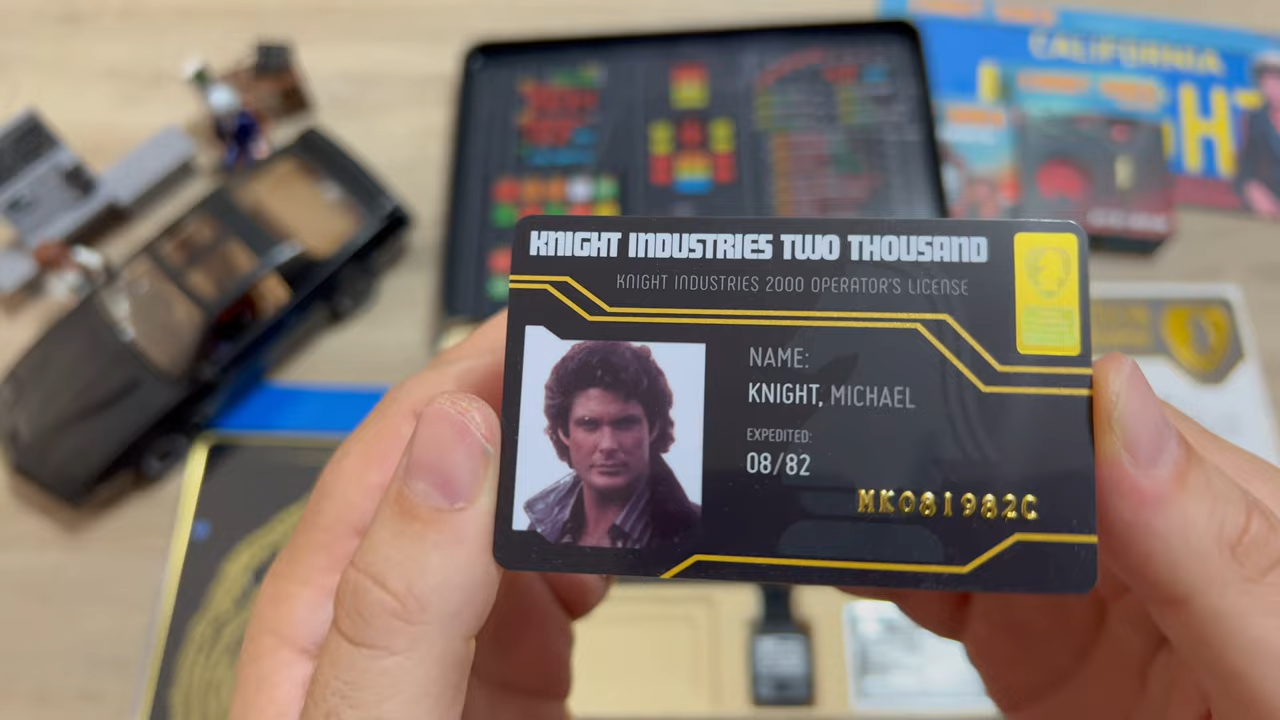 CALIFORNIA
KNIGHT INDUSTRIES TWO THOUSAND
KNIGHT INDUSTRIES 2000 OPERATOR'S LICENSE
NAME:
KNIGHT, MICHAEL
EXPEDITED:
08/82
MK081982C